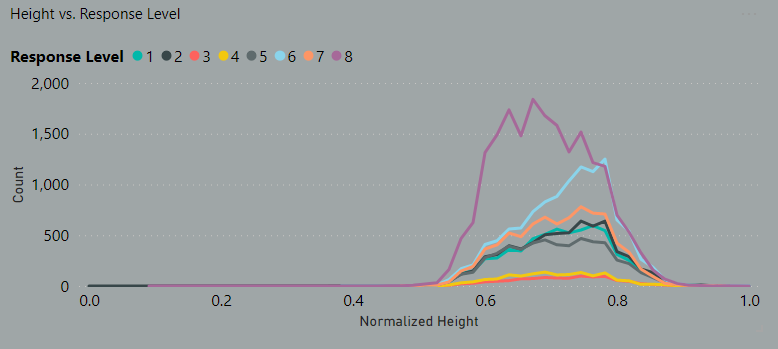 Height vs. Response Level
Response Level 1 2 3 4 5 6 7 8
2,000
1,500
1,000
500
0
Count
0.0 0.2 0.4 0.6 0.8 1.0
Normalized Height